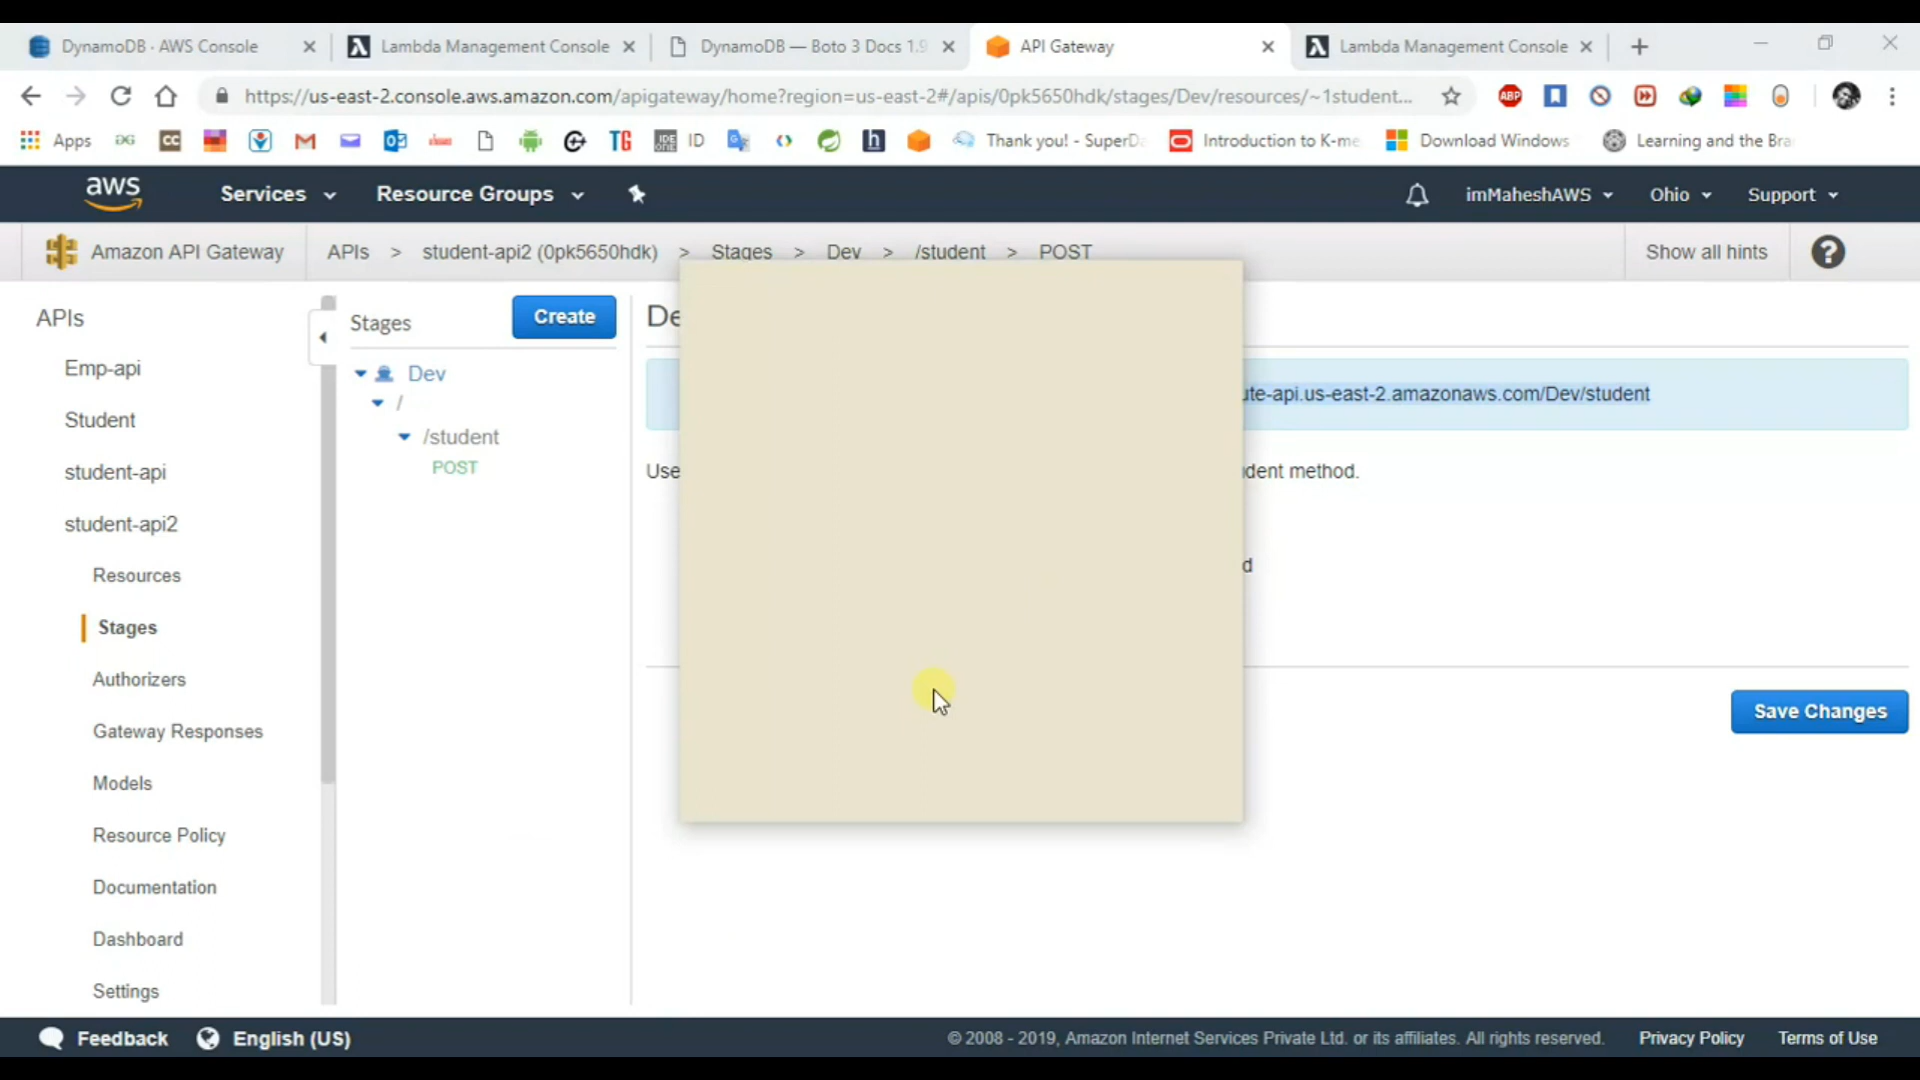 DynamoDB · AWS Console
Lambda Management Console
DynamoDB — Boto 3 Docs 1.9
API Gateway
Lambda Management Console
https://us-east-2.console.aws.amazon.com/apigateway/home?region=us-east-2#/apis/0pk5650hdk/stages/Dev/resources/~1student...
ABP
Apps
CC
TG
ID
h
Thank you! - SuperDa
Introduction to K-me
Download Windows
Learning and the Bra
aws
Services
Resource Groups
imMaheshAWS
Ohio
Support
Amazon API Gateway
APIs > student-api2 (0pk5650hdk) > Stages > Dev > /student > POST
Show all hints
?
APIs
Emp-api
Student
student-api
student-api2
Resources
Stages
Authorizers
Gateway Responses
Models
Resource Policy
Documentation
Dashboard
Settings
Stages
Create
Dev
/
/student
POST
De
ute-api.us-east-2.amazonaws.com/Dev/student
Use
dent method.
d
Save Changes
Feedback
English (US)
© 2008 - 2019, Amazon Internet Services Private Ltd. or its affiliates. All rights reserved.
Privacy Policy
Terms of Use